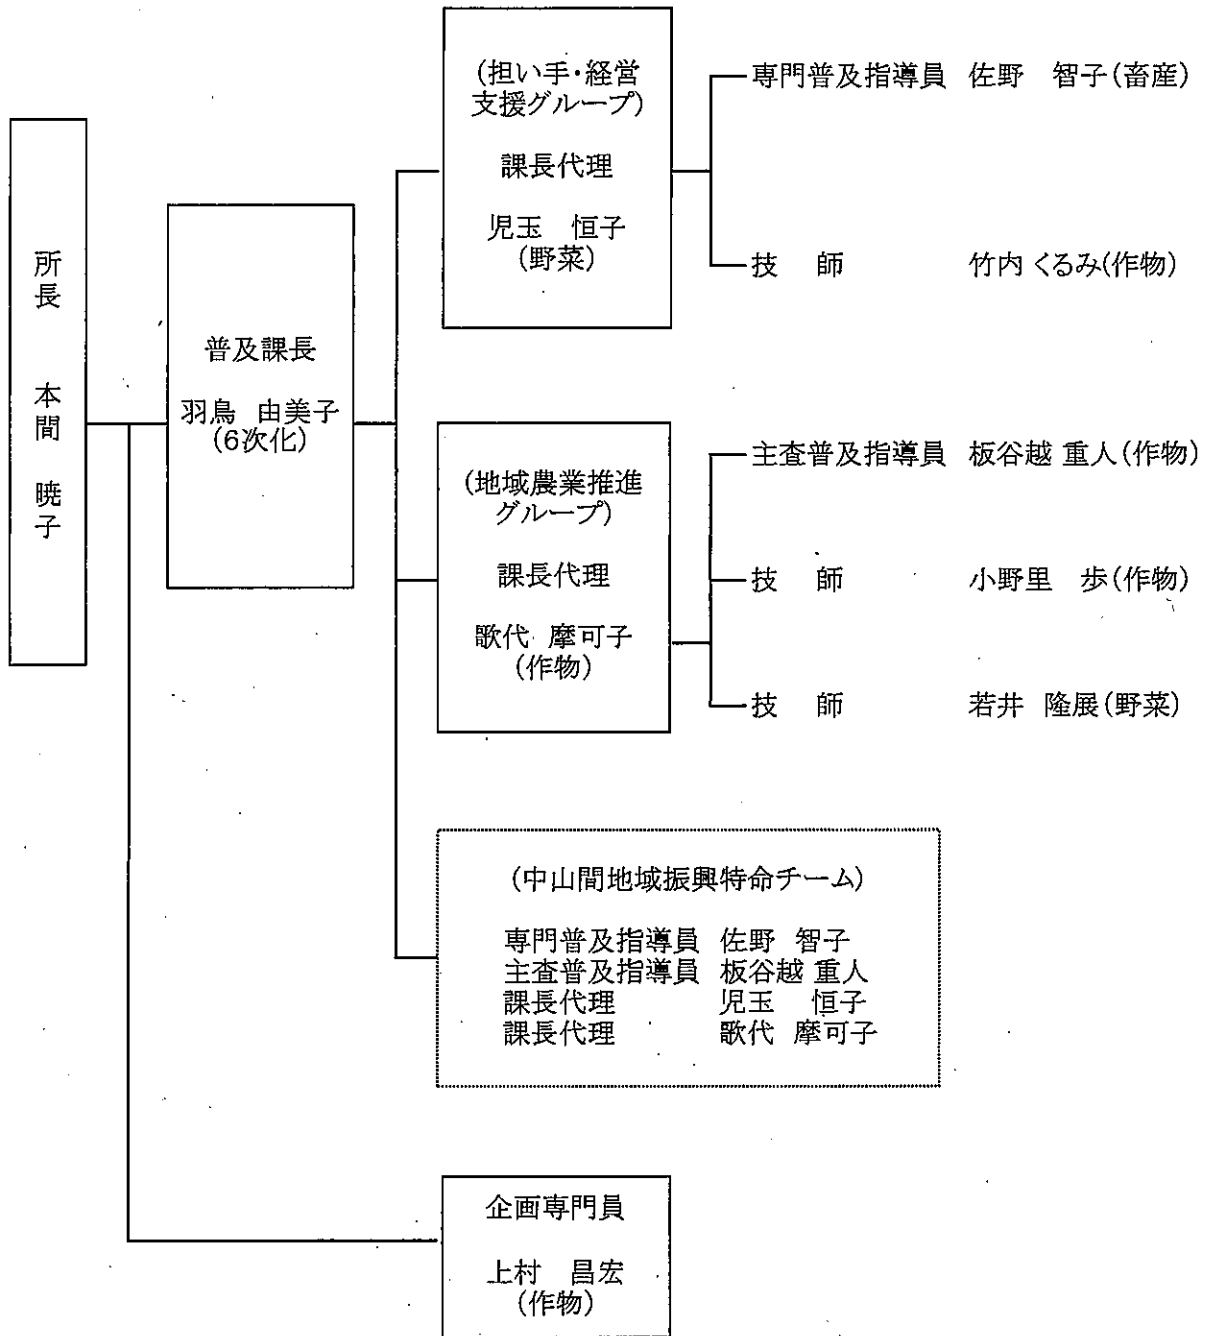 所長　本間　暁子
普及課長
羽鳥　由美子
(6次化)
(担い手・経営
支援グループ)
課長代理
児玉　恒子
(野菜)
専門普及指導員　佐野　智子(畜産)
技　師　竹内 くるみ(作物)
(地域農業推進
グループ)
課長代理
歌代 摩可子
(作物)
主査普及指導員　板谷越 重人(作物)
技　師　小野里　歩(作物)
技　師　若井 隆展(野菜)
(中山間地域振興特命チーム)
専門普及指導員　佐野 智子
主査普及指導員　板谷越 重人
課長代理　児玉　恒子
課長代理　歌代 摩可子
企画専門員
上村　昌宏
(作物)